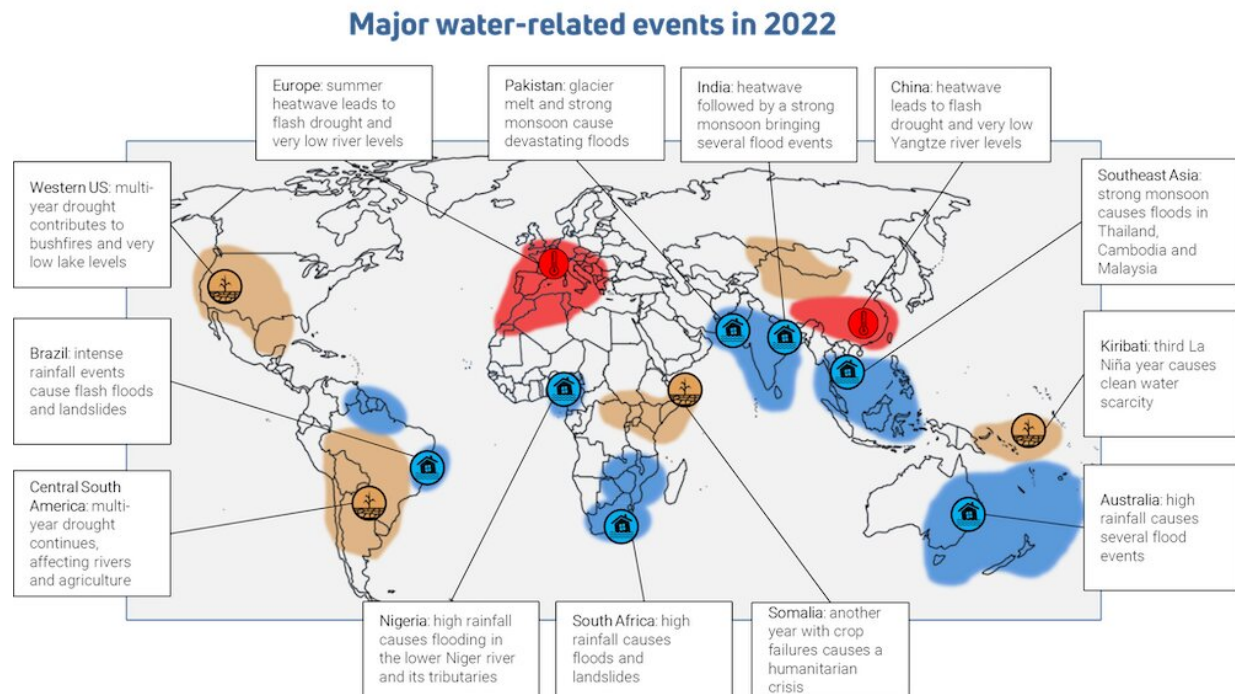 Major water-related events in 2022
Europe: summer
heatwave leads to
flash drought and
very low river levels
Pakistan: glacier
melt and strong
monsoon cause
devastating floods
India: heatwave
followed by a strong
monsoon bringing
several flood events
China: heatwave
leads to flash
drought and very low
Yangtze river levels
Western US: multi-
year drought
contributes to
bushfires and very
low lake levels
Southeast Asia:
strong monsoon
causes floods in
Thailand,
Cambodia and
Malaysia
Brazil: intense
rainfall events
cause flash floods
and landslides
Kiribati: third La
Niña year causes
clean water
scarcity
Central South
America: multi-
year drought
continues,
affecting rivers
and agriculture
Australia: high
rainfall causes
several flood
events
Nigeria: high rainfall
causes flooding in
the lower Niger river
and its tributaries
South Africa: high
rainfall causes
floods and
landslides
Somalia: another
year with crop
failures causes a
humanitarian
crisis